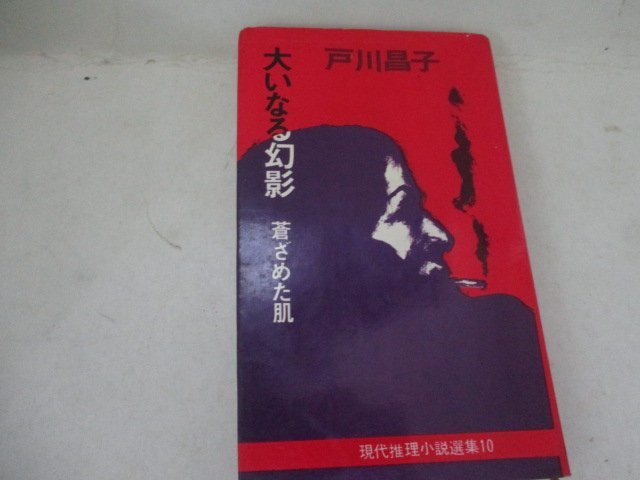 戸川昌子
大いなる幻影
蒼ざめた肌
現代推理小説選集10